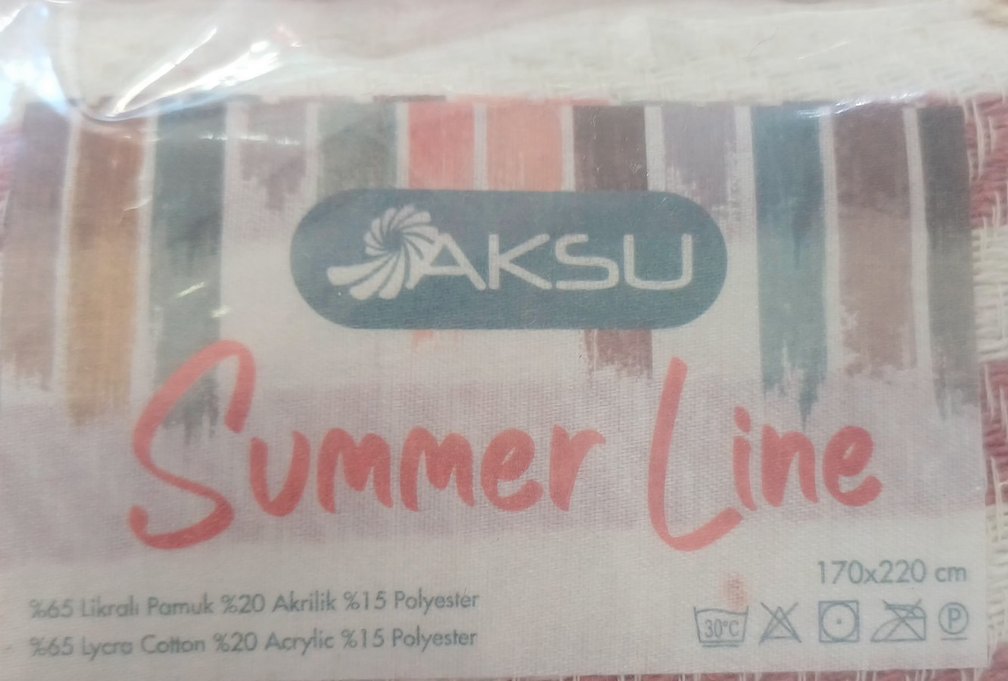 AKSU
Summer Line
170x220 cm
%65 Likralı Pamuk %20 Akrilik %15 Polyester
%65 Lycra Cotton %20 Acrylic %15 Polyester
30°C
P